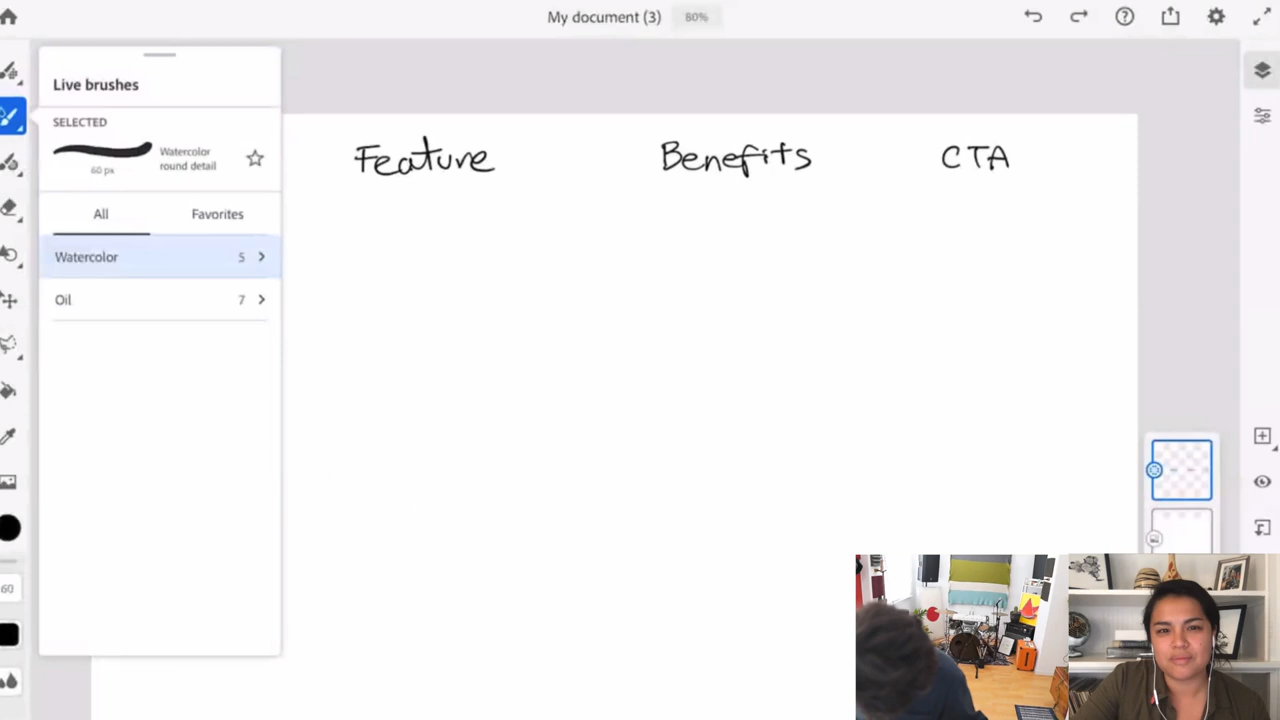 My document (3) 80%
Live brushes
SELECTED
Watercolor round detail
60 px
All Favorites
Watercolor 5
Oil 7
60
Feature Benefits CTA